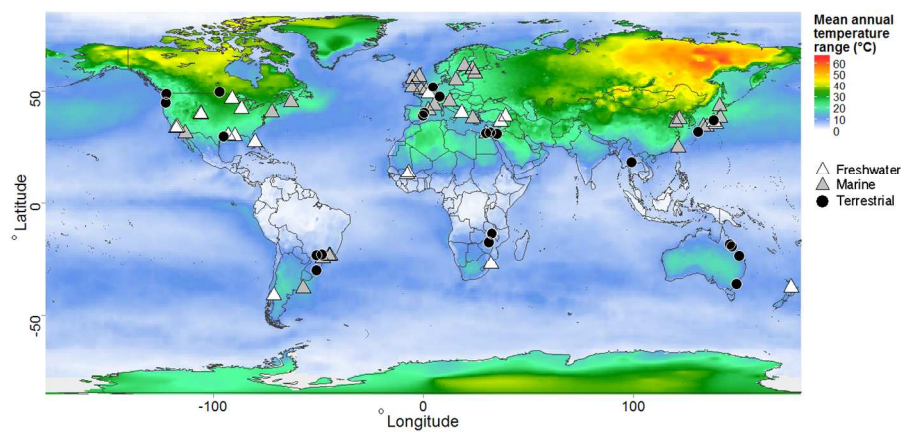 Mean annual
temperature
range (°C)
60
50
40
30
20
10
0
Freshwater
Marine
Terrestrial
50
0
-50
° Latitude
-100
0
100
° Longitude